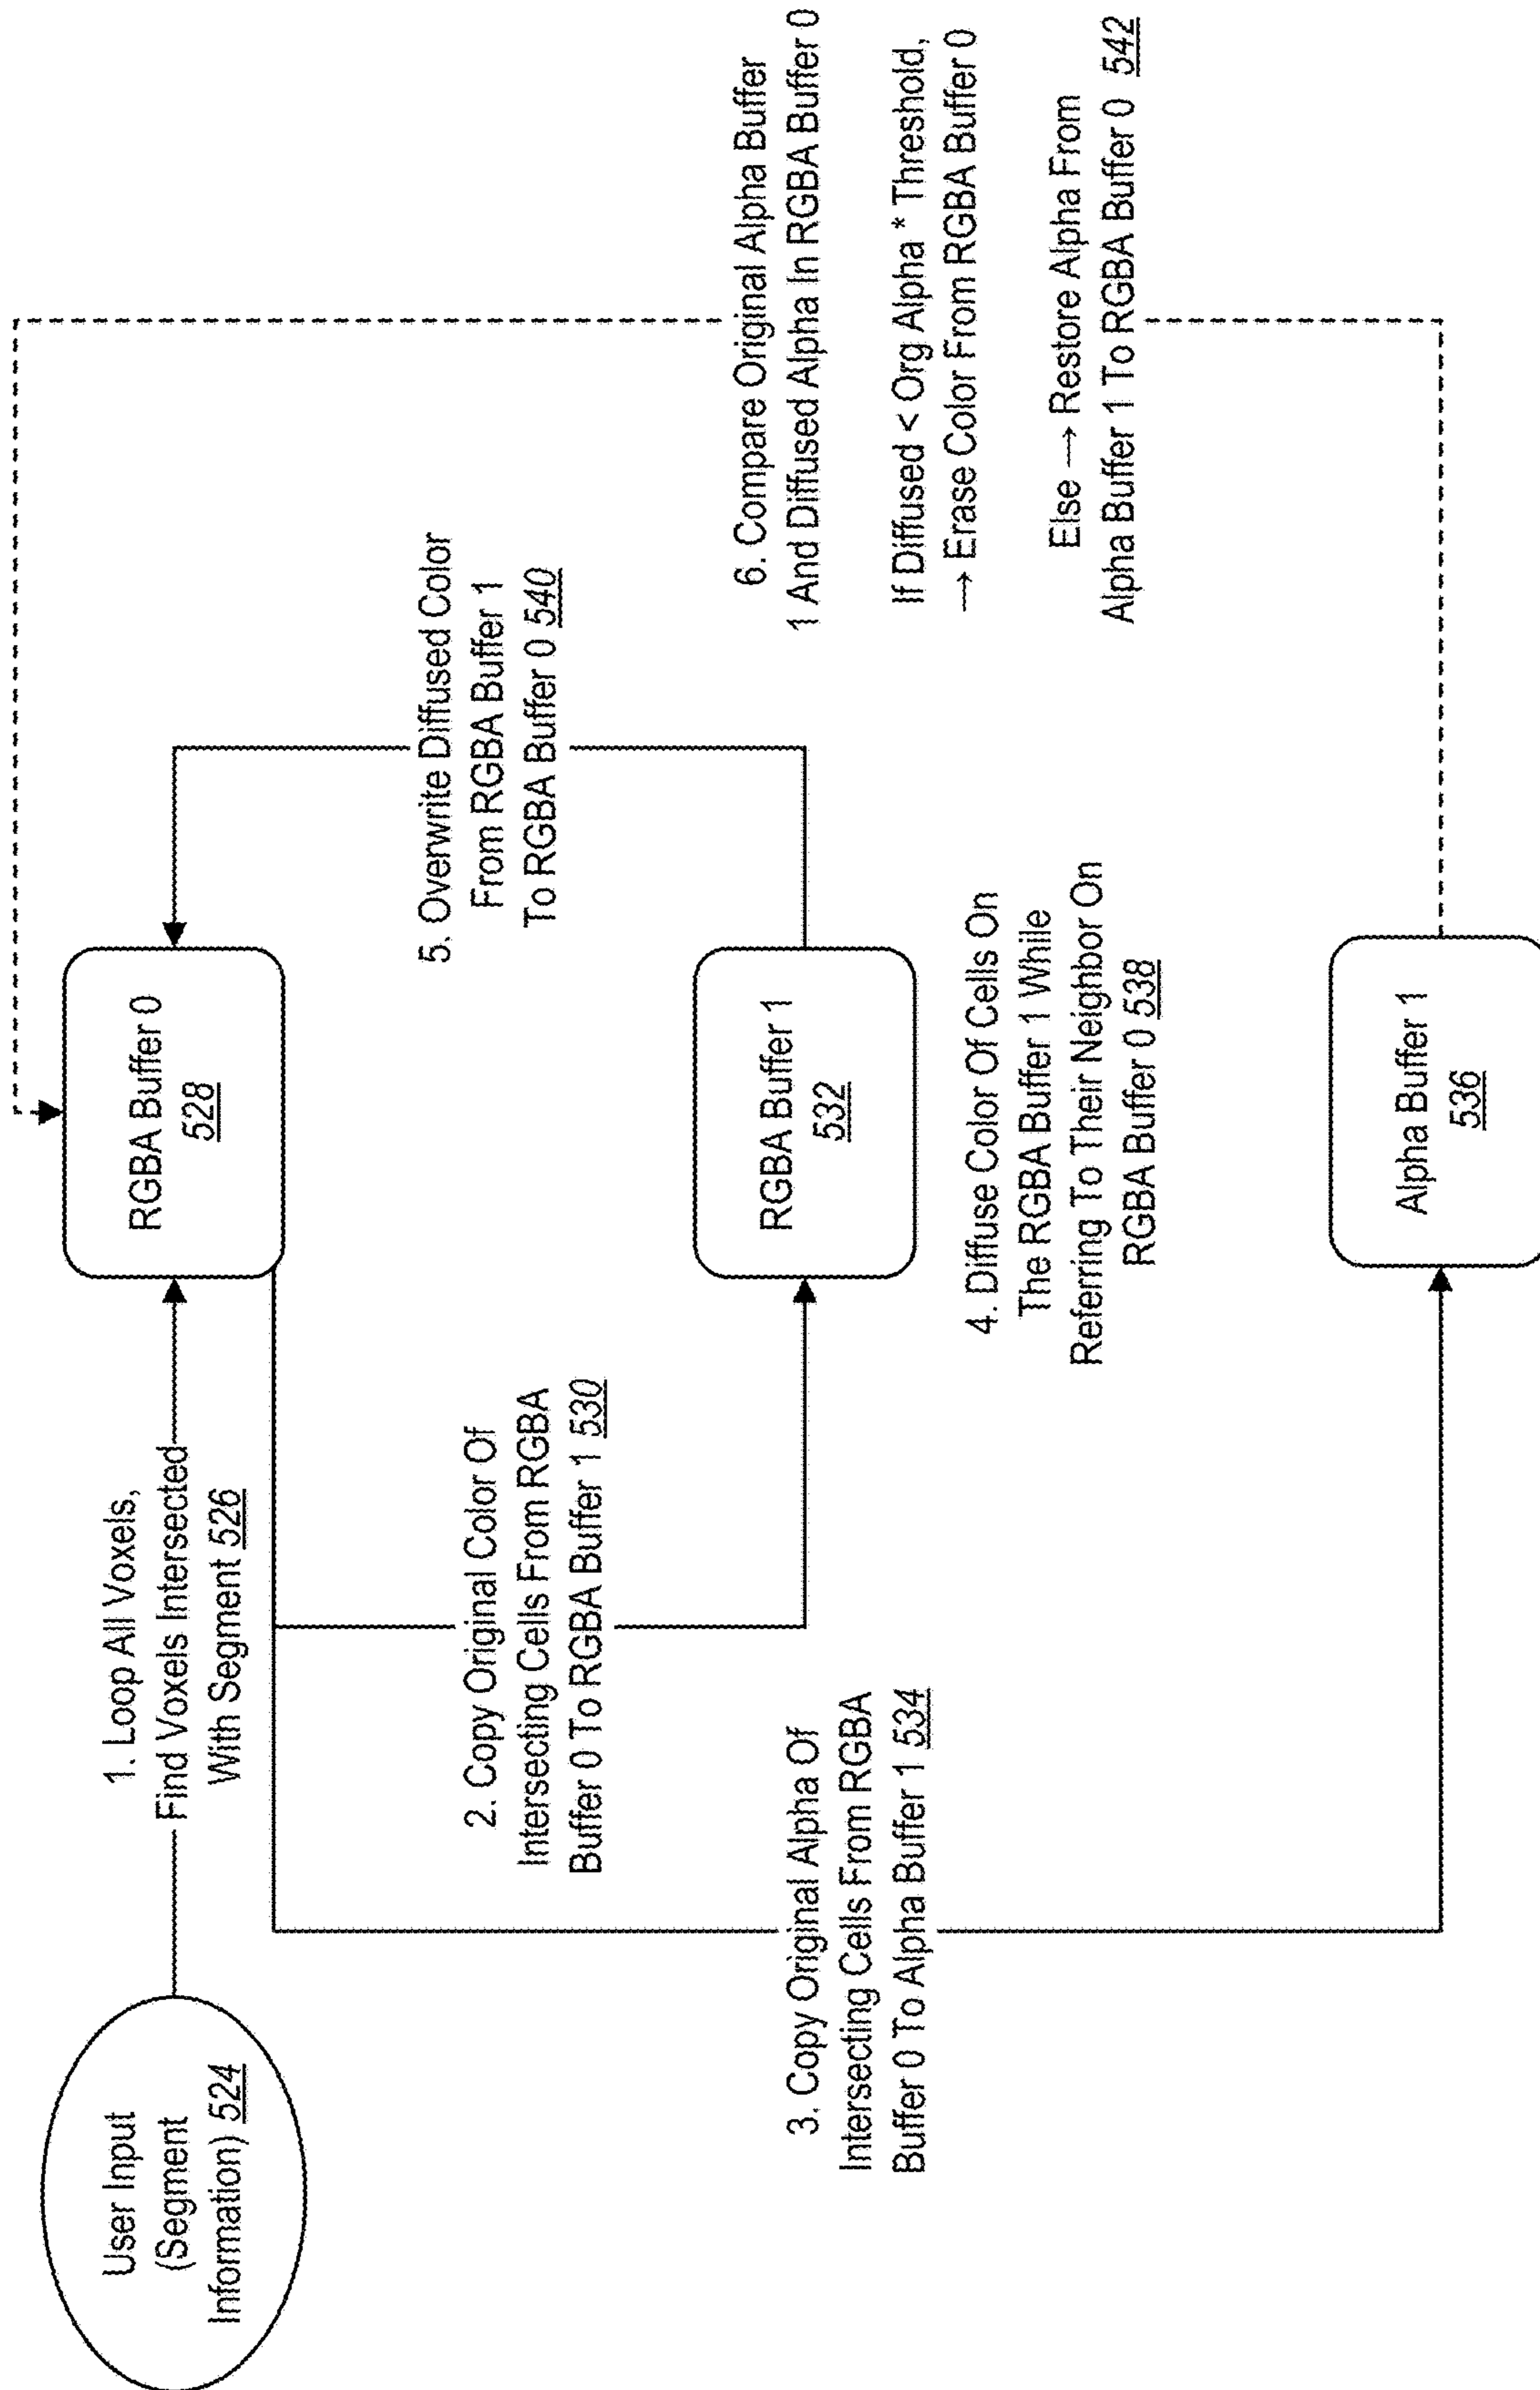 User Input
(Segment
Information) 524
1. Loop All Voxels,
Find Voxels Intersected
With Segment 526
RGBA Buffer 0
528
2. Copy Original Color Of
Intersecting Cells From RGBA
Buffer 0 To RGBA Buffer 1 530
3. Copy Original Alpha Of
Intersecting Cells From RGBA
Buffer 0 To Alpha Buffer 1 534
RGBA Buffer 1
532
4. Diffuse Color Of Cells On
The RGBA Buffer 1 While
Referring To Their Neighbor On
RGBA Buffer 0 538
Alpha Buffer 1
536
5. Overwrite Diffused Color
From RGBA Buffer 1
To RGBA Buffer 0 540
6. Compare Original Alpha Buffer
1 And Diffused Alpha In RGBA Buffer 0
If Diffused < Org Alpha * Threshold,
→ Erase Color From RGBA Buffer 0
Else → Restore Alpha From
Alpha Buffer 1 To RGBA Buffer 0 542